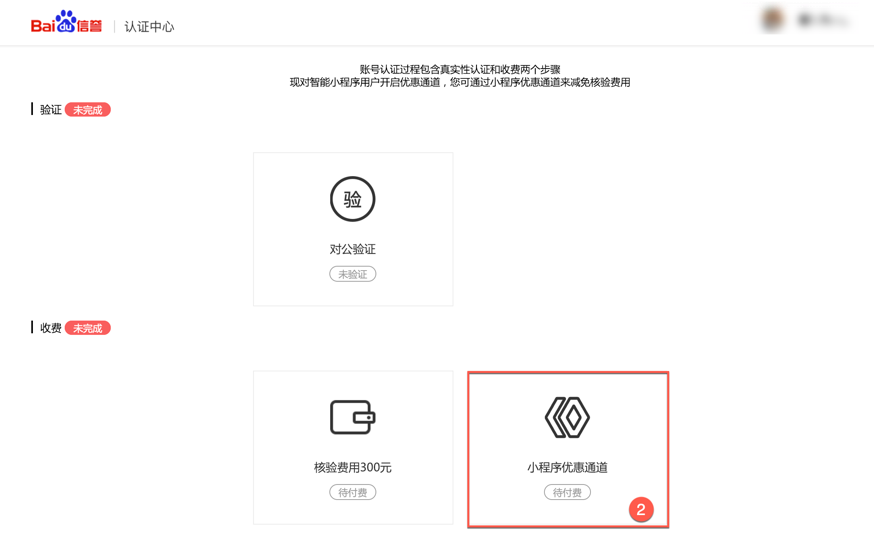 Bai du 信誉 认证中心
账号认证过程包含真实性认证和收费两个步骤
现对智能小程序用户开启优惠通道，您可通过小程序优惠通道来减免核验费用
验证 未完成
验
对公验证
未验证
收费 未完成
核验费用300元
待付费
小程序优惠通道
待付费
2